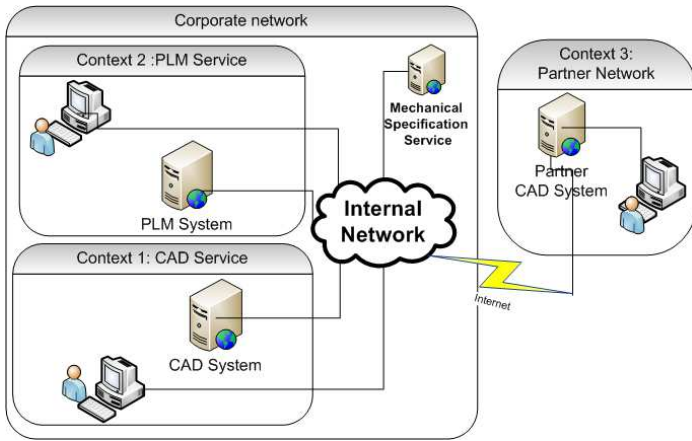 Corporate network
Context 2 :PLM Service
PLM System
Mechanical
Specification
Service
Context 3:
Partner Network
Partner
CAD System
Internal
Network
Internet
Context 1: CAD Service
CAD System